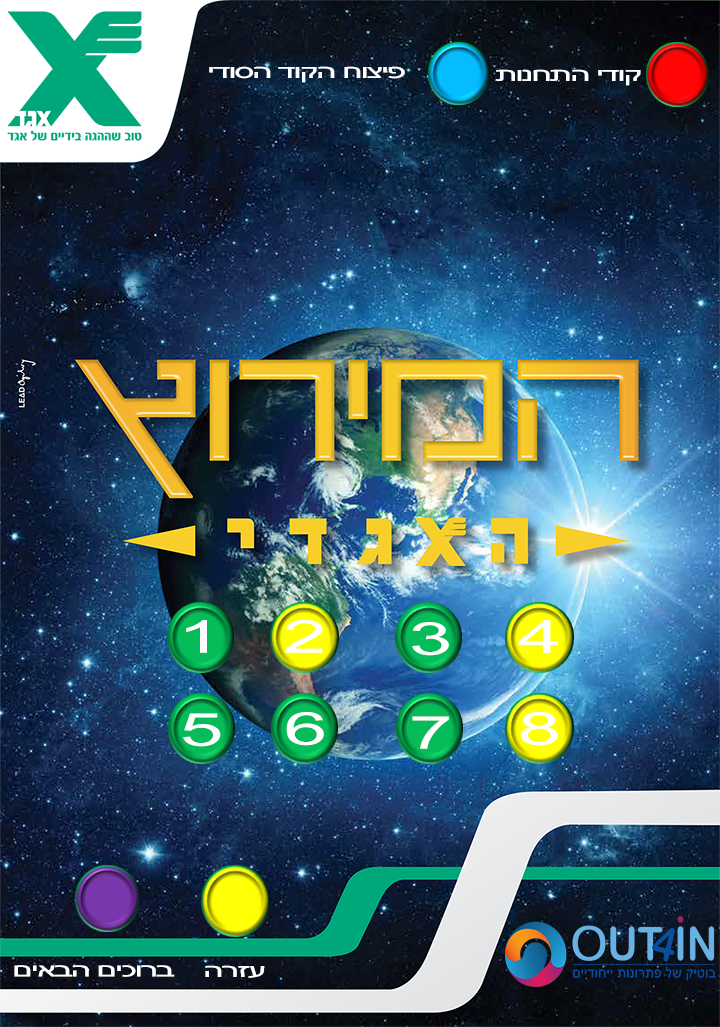 אגד
טוב שההגה בידיים של אגד
קודי התחנות
פיצוח הקוד הסודי
LEAD Ogilvy
המירוץ
האגדי
1 2 3 4
5 6 7 8
ברוכים הבאים
עזרה
OUT4IN
בוטיק של פתרונות ייחודיים